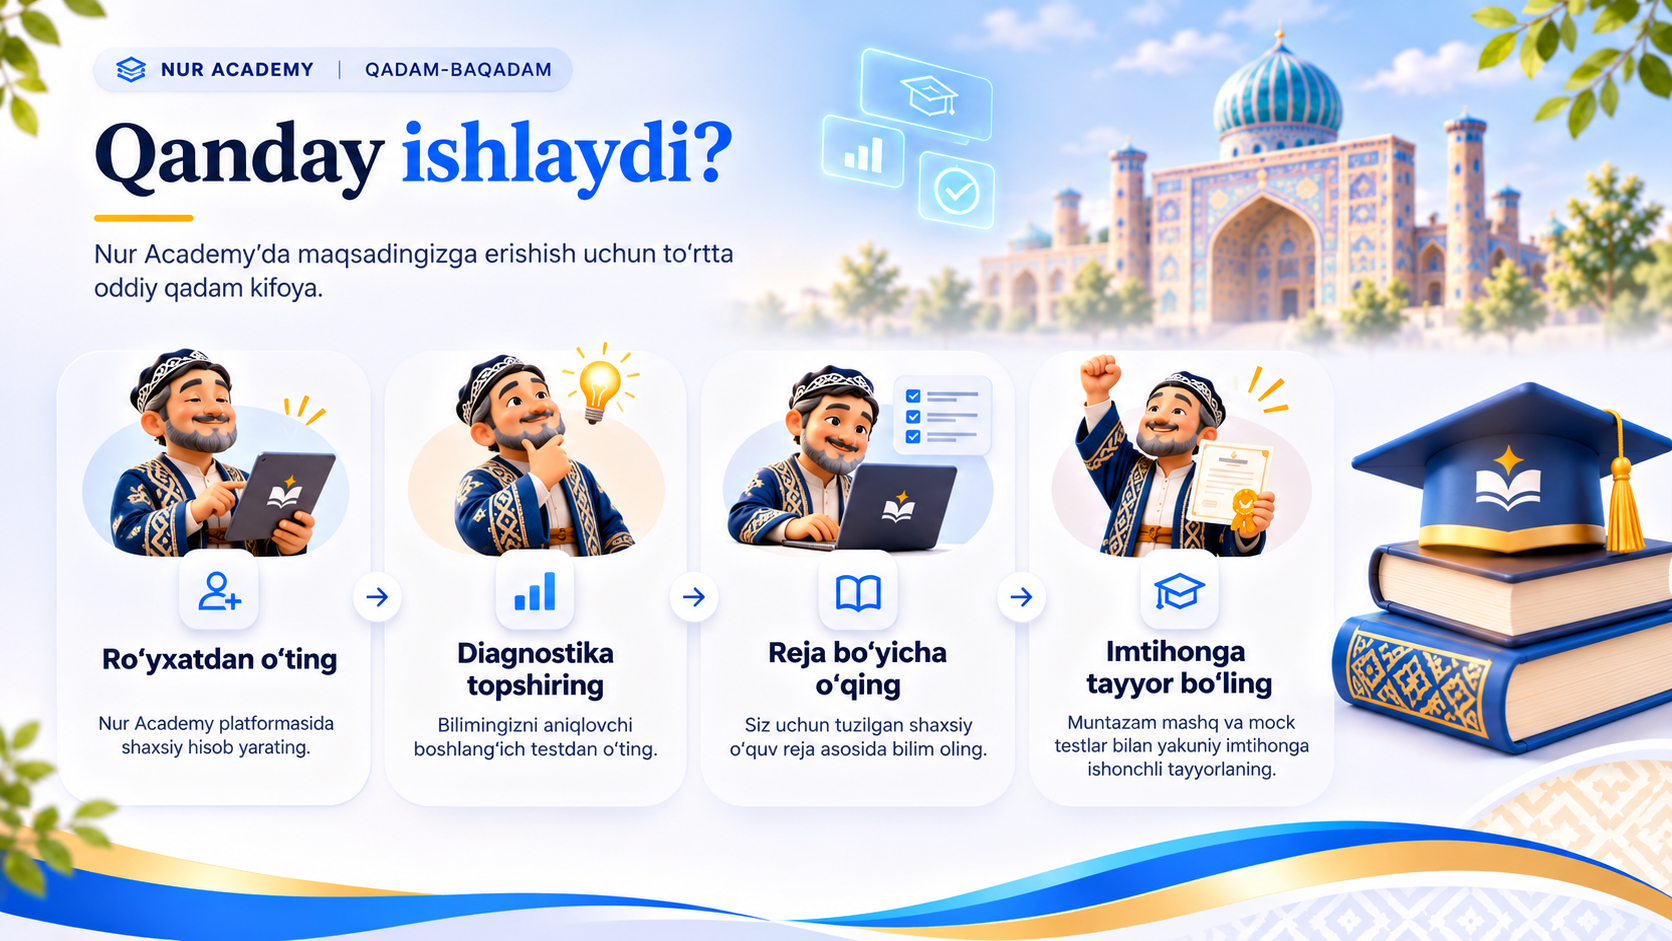 NUR ACADEMY | QADAM-BAQADAM
Qanday ishlaydi?
Nur Academy’da maqsadingizga erishish uchun to‘rtta
oddiy qadam kifoya.
Ro‘yxatdan o‘ting
Nur Academy platformasida
shaxsiy hisob yarating.
Diagnostika
topshiring
Bilimingizni aniqlovchi
boshlang‘ich testdan o‘ting.
Reja bo‘yicha
o‘qing
Siz uchun tuzilgan shaxsiy
o‘quv reja asosida bilim oling.
Imtihonga
tayyor bo‘ling
Muntazam mashq va mock
testlar bilan yakuniy imtihonga
ishonchli tayyorlaning.